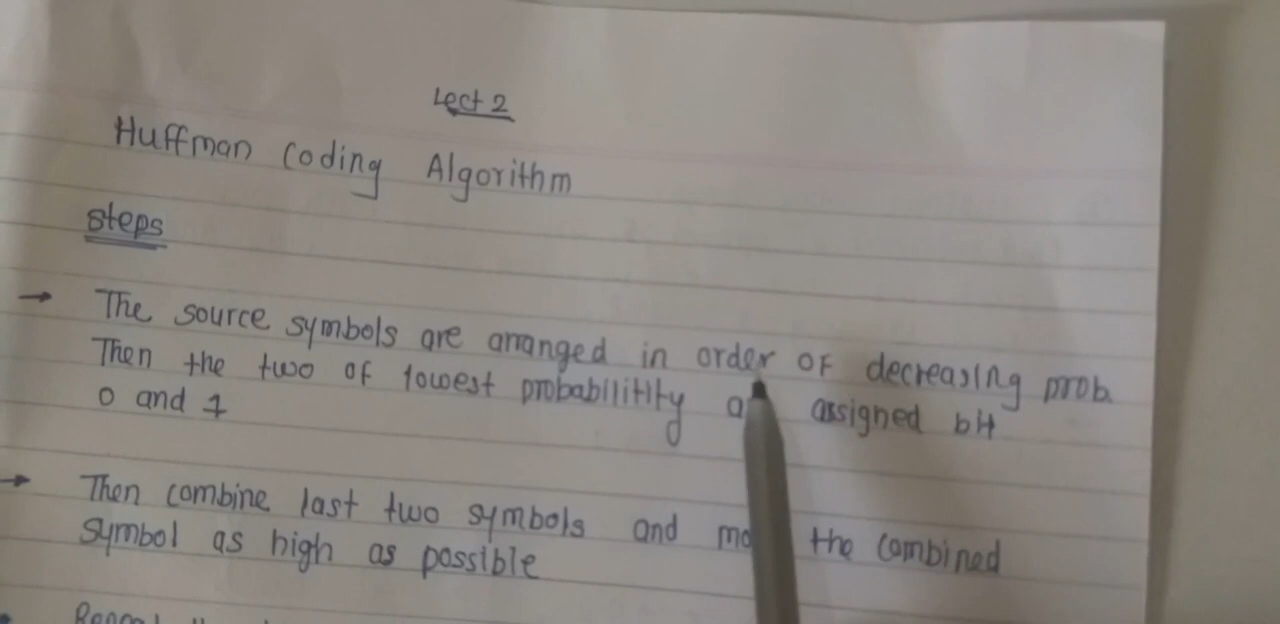 Lect 2
Huffman Coding Algorithm
steps
→ The source symbols are arranged in order of decreasing prob.
Then the two of lowest probabilitity assigned bit
0 and 1
→ Then combine last two symbols and the combined
symbol as high as possible